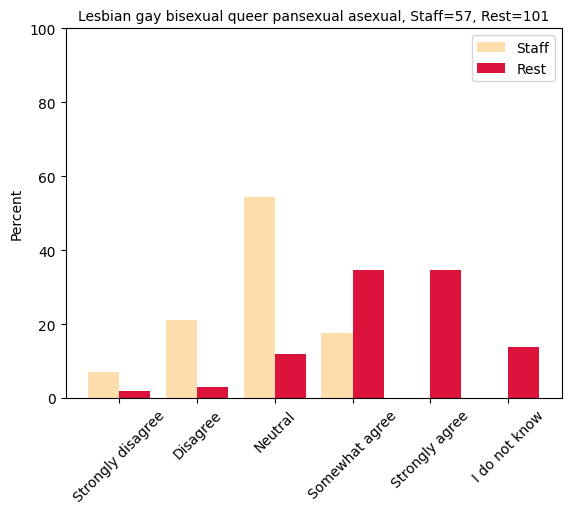 Lesbian gay bisexual queer pansexual asexual, Staff=57, Rest=101
100
80
60
40
20
0
Percent
Staff
Rest
Strongly disagree
Disagree
Neutral
Somewhat agree
Strongly agree
I do not know